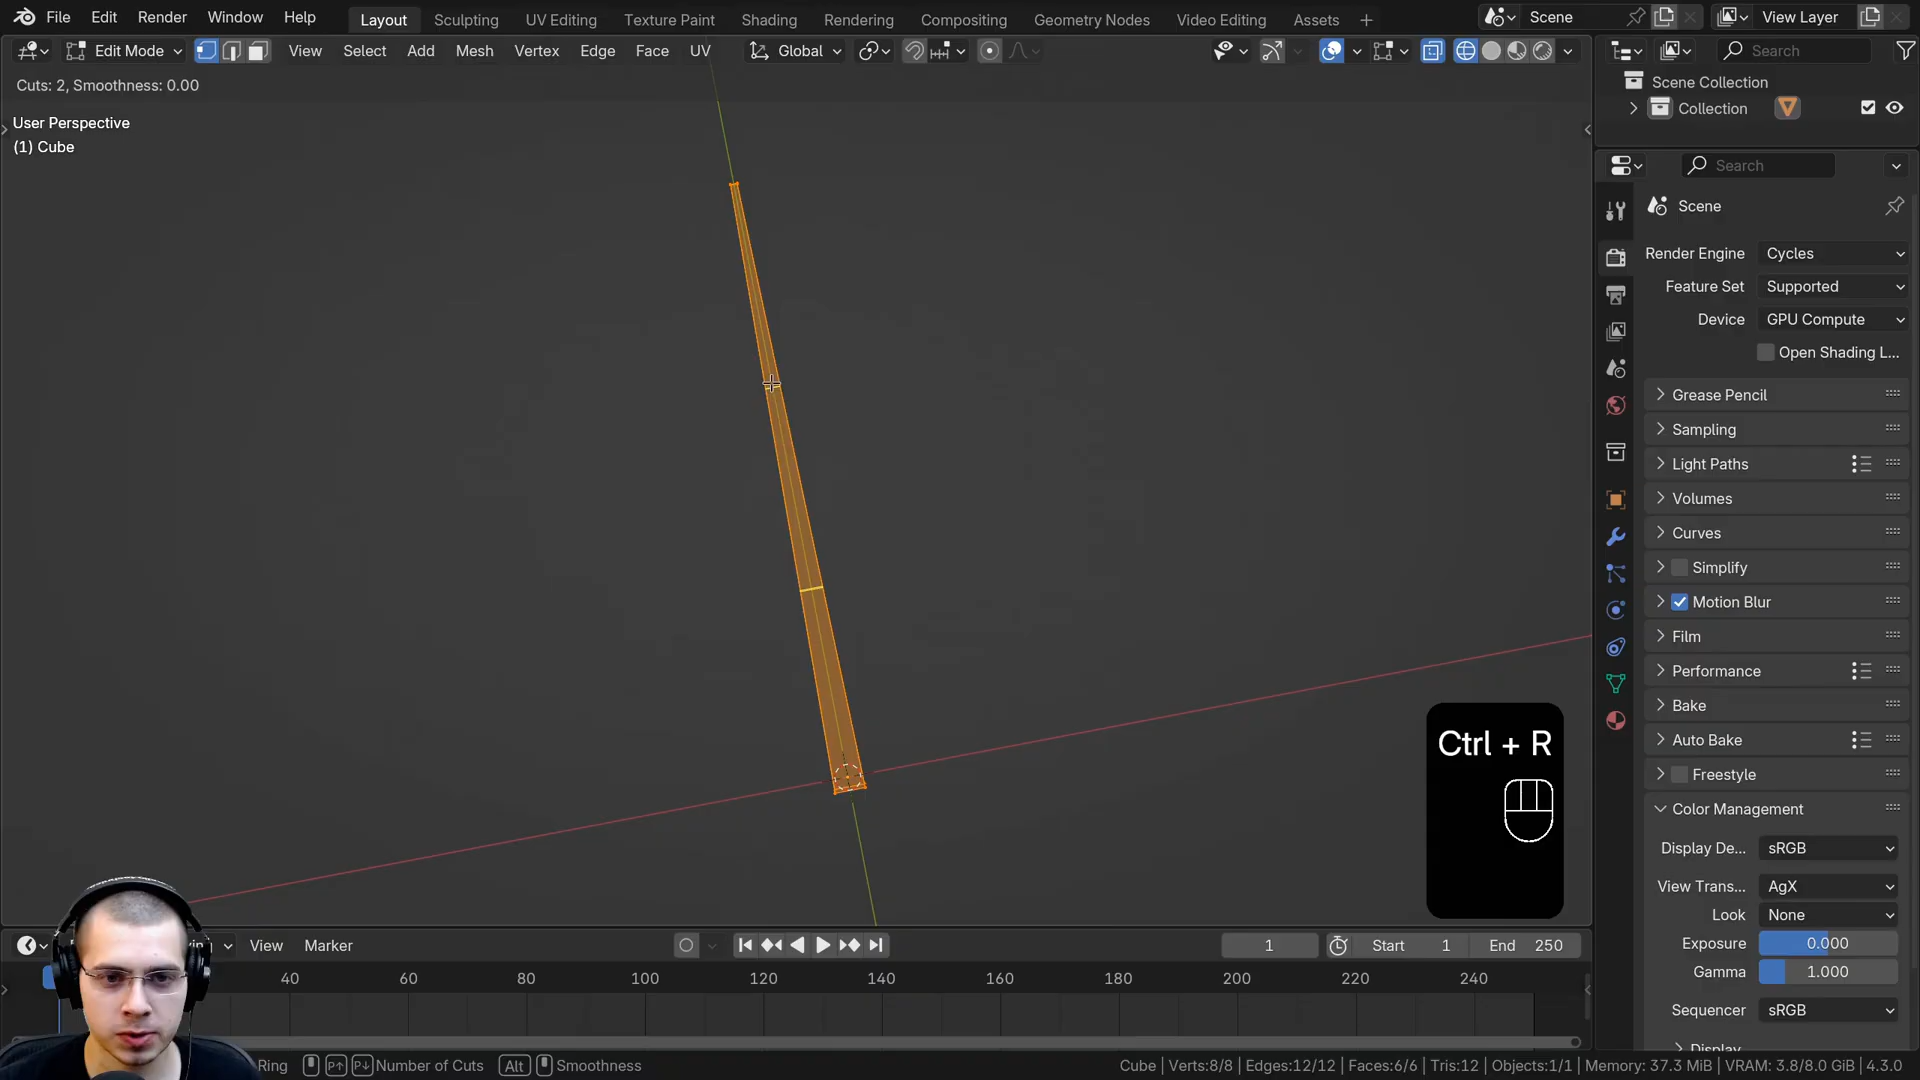 File Edit Render Window Help Layout Sculpting UV Editing Texture Paint Shading Rendering Compositing Geometry Nodes Video Editing Assets + Scene View Layer
Edit Mode View Select Add Mesh Vertex Edge Face UV Global Search
Cuts: 2, Smoothness: 0.00
Scene Collection
Collection
User Perspective
(1) Cube
Search
Scene
Render Engine Cycles
Feature Set Supported
Device GPU Compute
Open Shading L...
Grease Pencil
Sampling
Light Paths
Volumes
Curves
Simplify
Motion Blur
Film
Performance
Bake
Auto Bake
Freestyle
Color Management
Display De... sRGB
View Trans... AgX
Look None
Exposure 0.000
Gamma 1.000
Sequencer sRGB
Display
Ctrl + R
View Marker 1 Start 1 End 250
40 60 80 100 120 140 160 180 200 220 240
Ring Number of Cuts Alt Smoothness Cube | Verts:8/8 | Edges:12/12 | Faces:6/6 | Tris:12 | Objects:1/1 | Memory: 37.3 MiB | VRAM: 3.8/8.0 GiB | 4.3.0